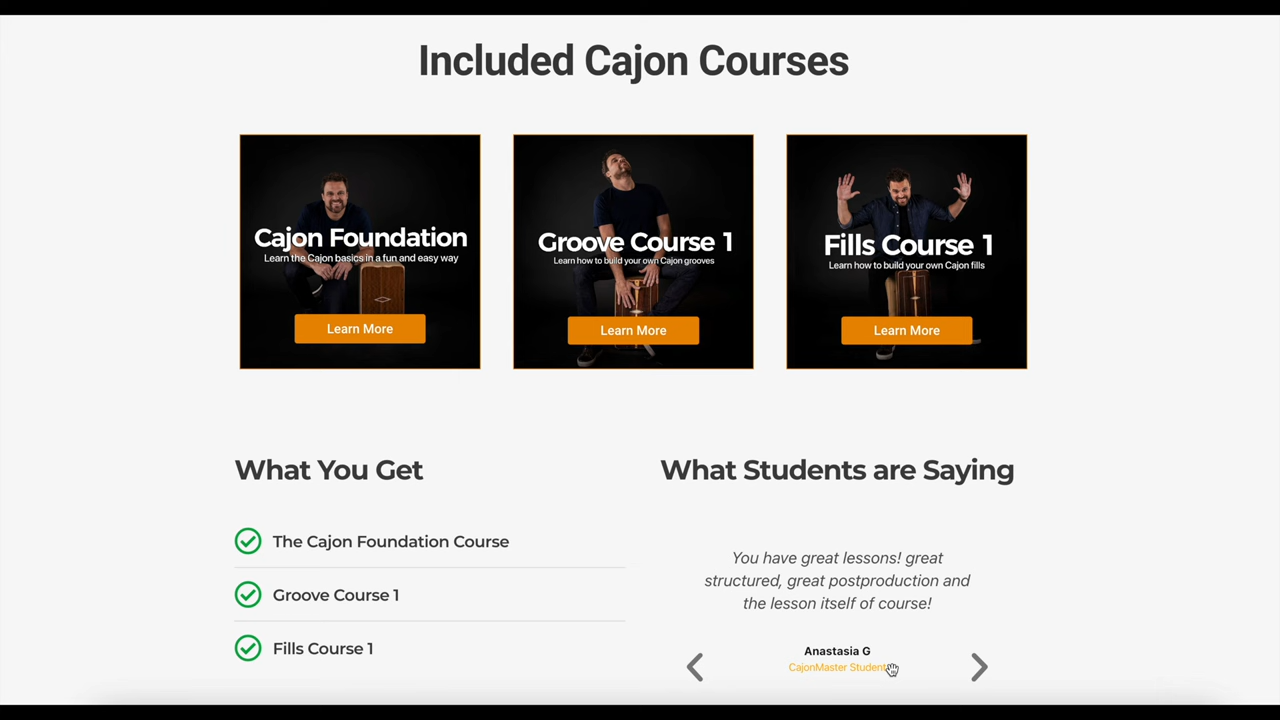 Included Cajon Courses
Cajon Foundation
Learn the Cajon basics in a fun and easy way
Learn More
Groove Course 1
Learn how to build your own Cajon grooves
Learn More
Fills Course 1
Learn how to build your own Cajon fills
Learn More
What You Get
The Cajon Foundation Course
Groove Course 1
Fills Course 1
What Students are Saying
You have great lessons! great
structured, great postproduction and
the lesson itself of course!
Anastasia G
CajonMaster Student